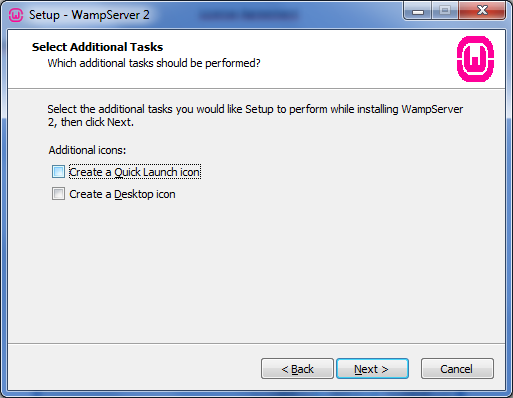 Setup - WampServer 2
Select Additional Tasks
Which additional tasks should be performed?
Select the additional tasks you would like Setup to perform while installing WampServer
2, then click Next.
Additional icons:
Create a Quick Launch icon
Create a Desktop icon
< Back
Next >
Cancel